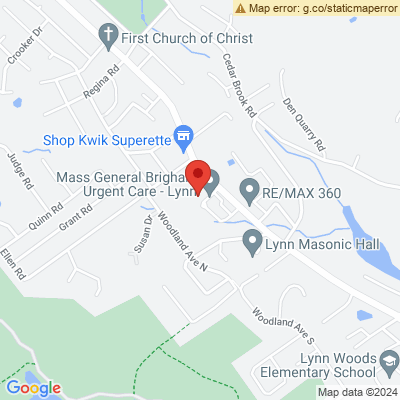 Map error: g.co/staticmaperror
Crooker Dr
First Church of Christ
Regina Rd
Cedar Brook Rd
Den Quarry Rd
Shop Kwik Superette
Judge Rd
Mass General Brigham
Urgent Care - Lynn
RE/MAX 360
Quinn Rd
Grant Rd
Susan Dr
Ellen Rd
Woodland Ave N
Lynn Masonic Hall
Woodland Ave S
Lynn Woods
Elementary School
Google
Map data ©2024